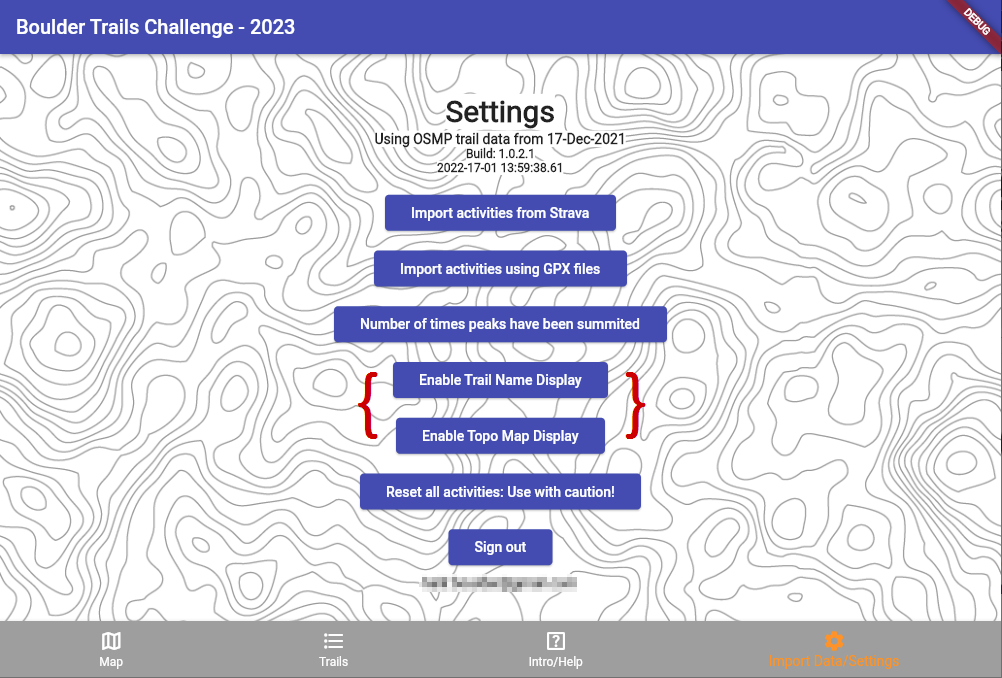 Boulder Trails Challenge - 2023
DEBUG
Settings
Using OSMP trail data from 17-Dec-2021
Build: 1.0.2.1
2022-17-01 13:59:38.61
Import activities from Strava
Import activities using GPX files
Number of times peaks have been summited
{ Enable Trail Name Display }
Enable Topo Map Display
Reset all activities: Use with caution!
Sign out
Map
Trails
Intro/Help
Import Data/Settings